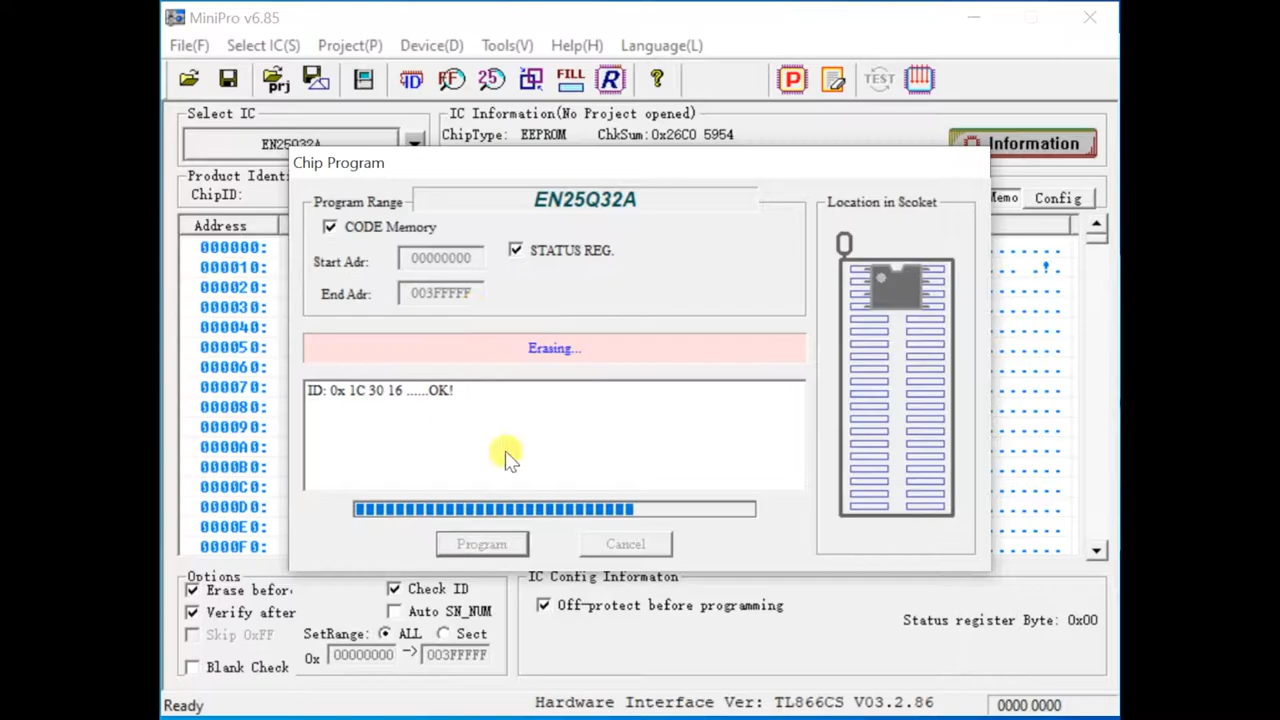 MiniPro v6.85
File(F) Select IC(S) Project(P) Device(D) Tools(V) Help(H) Language(L)
prj ID FF 25 FILL R ? P TEST
Select IC
IC Information(No Project opened)
EN25Q32A
ChipType: EEPROM ChkSum:0x26C0 5954
Information
Product Identi
ChipID:
Memo Config
Address
000000:
000010:
000020:
000030:
000040:
000050:
000060:
000070:
000080:
000090:
0000A0:
0000B0:
0000C0:
0000D0:
0000E0:
0000F0:
Chip Program
Program Range
EN25Q32A
CODE Memory
STATUS REG.
Start Adr: 00000000
End Adr: 003FFFFF
Location in Scoket
Erasing...
ID: 0x 1C 30 16 ......OK!
Program Cancel
Options
Erase befor
Check ID
Verify after
Auto SN_NUM
Skip 0xFF
SetRange: ALL Sect
0x 00000000 -> 003FFFFF
Blank Check
IC Config Informaton
Off-protect before programming
Status register Byte: 0x00
Ready
Hardware Interface Ver: TL866CS V03.2.86
0000 0000